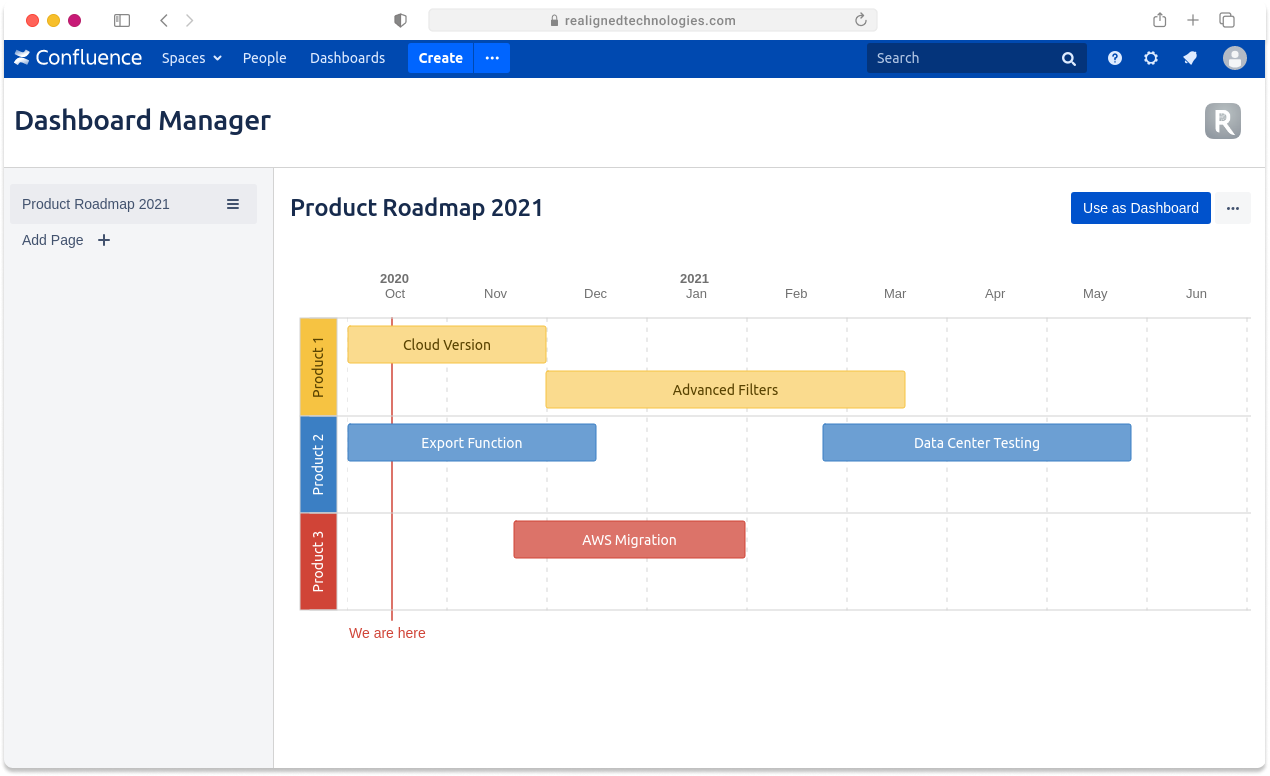 realignedtechnologies.com
Confluence Spaces People Dashboards Create ··· Search
Dashboard Manager
R
Product Roadmap 2021
Add Page +
Product Roadmap 2021
Use as Dashboard ···
2020 2021
Oct Nov Dec Jan Feb Mar Apr May Jun
Product 1
Cloud Version
Advanced Filters
Product 2
Export Function Data Center Testing
Product 3
AWS Migration
We are here